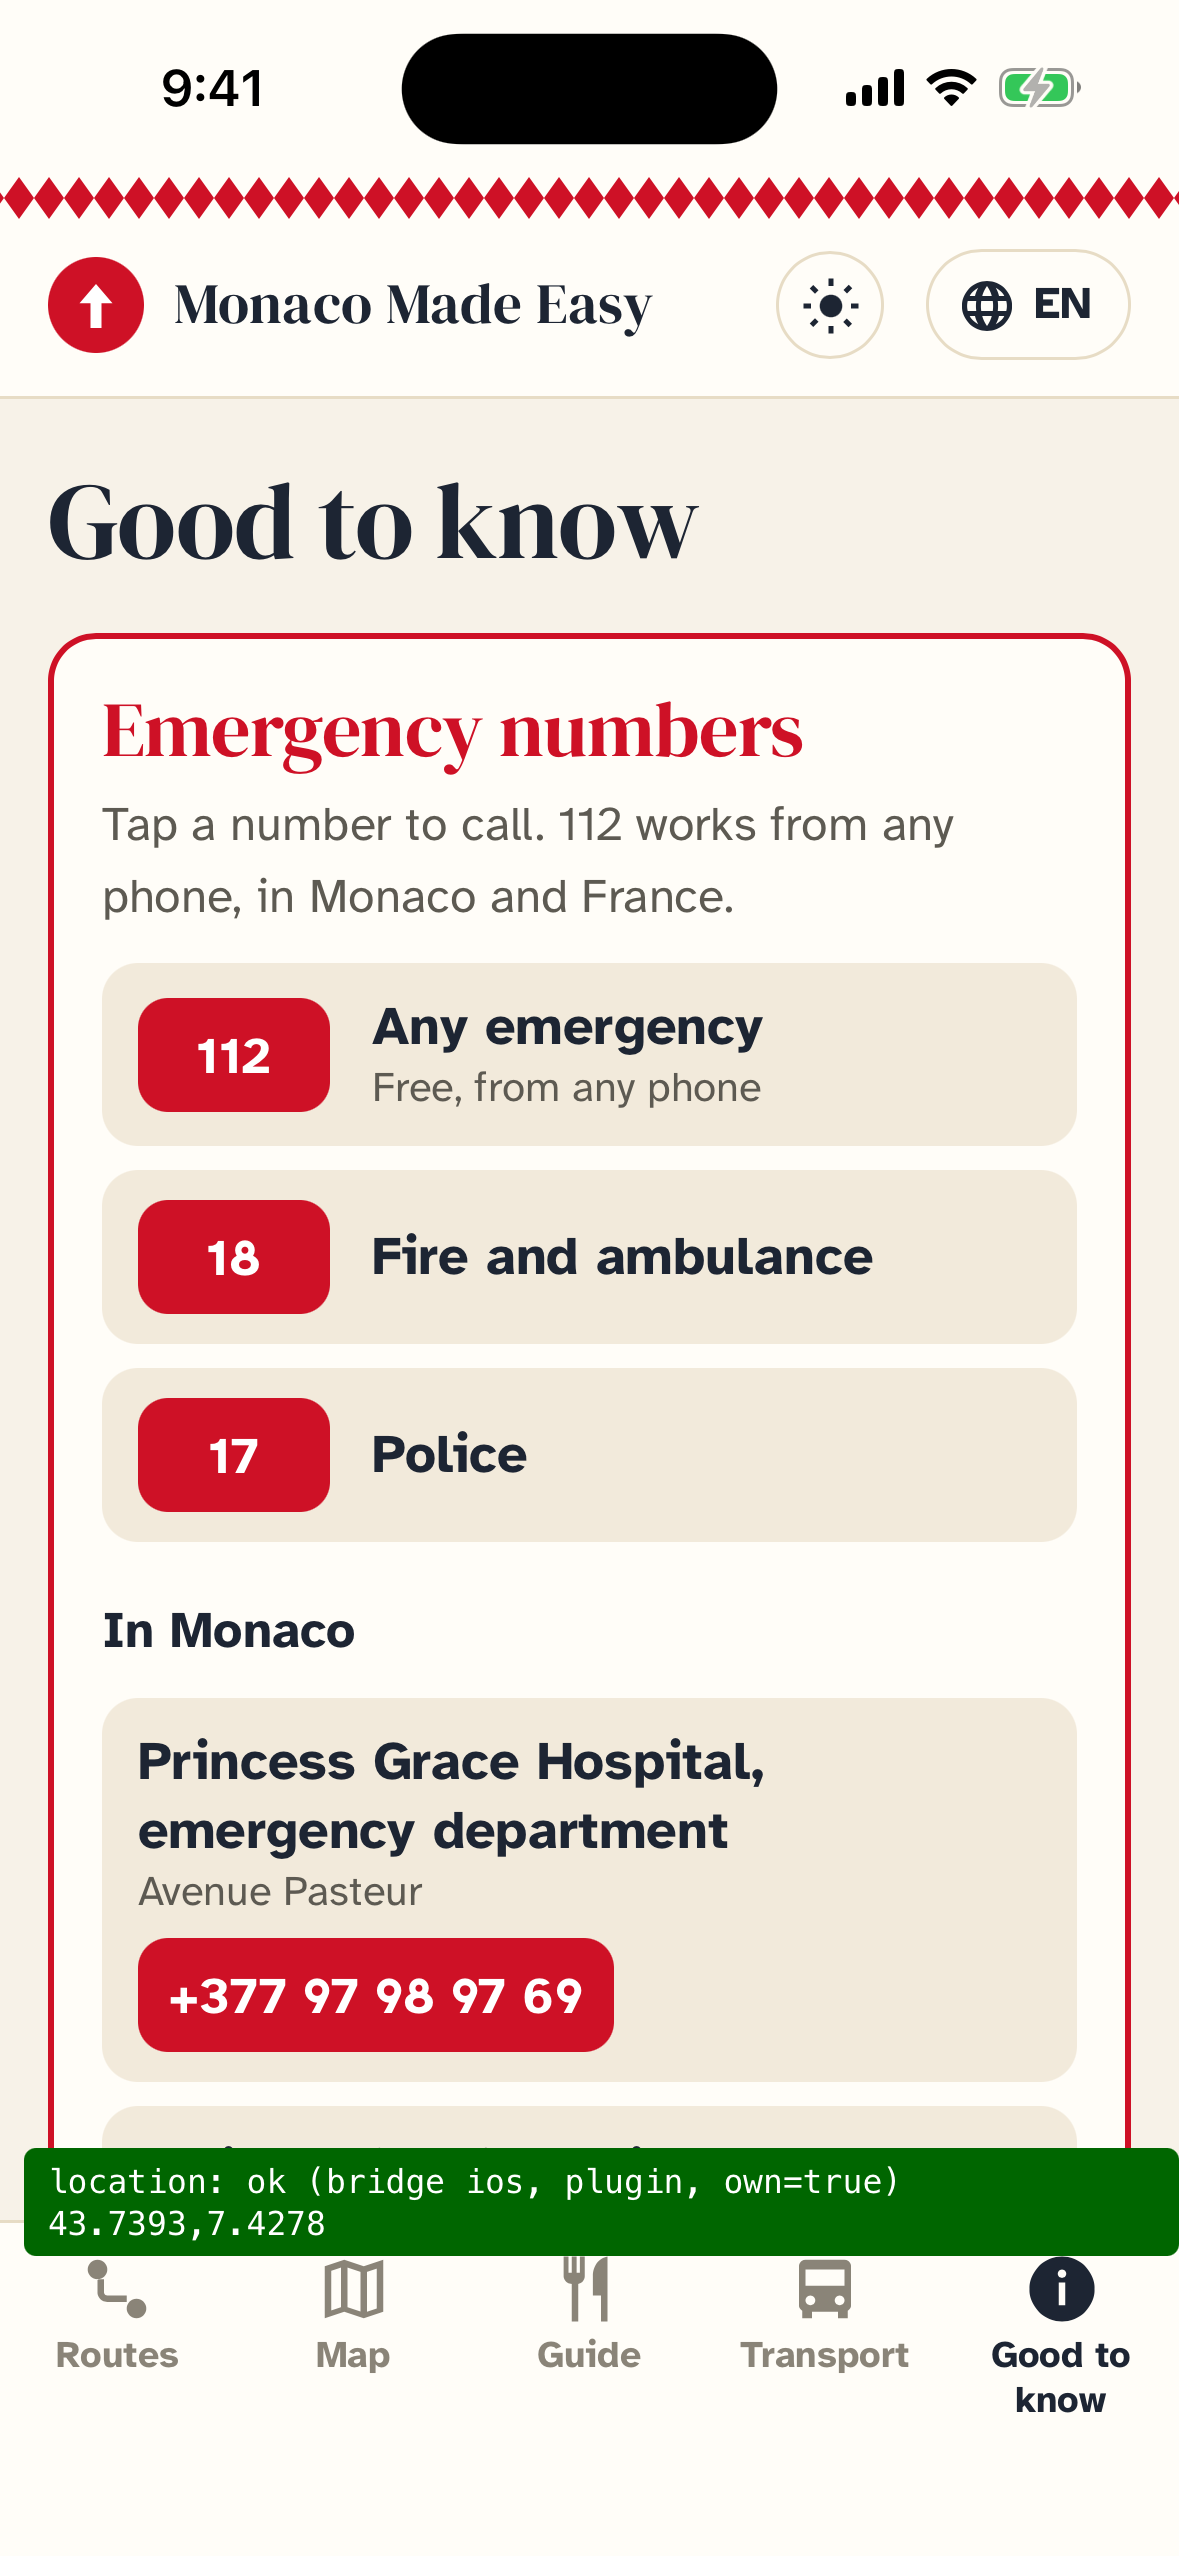 9:41
Monaco Made Easy
EN
Good to know
Emergency numbers
Tap a number to call. 112 works from any
phone, in Monaco and France.
112
Any emergency
Free, from any phone
18
Fire and ambulance
17
Police
In Monaco
Princess Grace Hospital,
emergency department
Avenue Pasteur
+377 97 98 97 69
location: ok (bridge ios, plugin, own=true)
43.7393,7.4278
Routes
Map
Guide
Transport
Good to
know